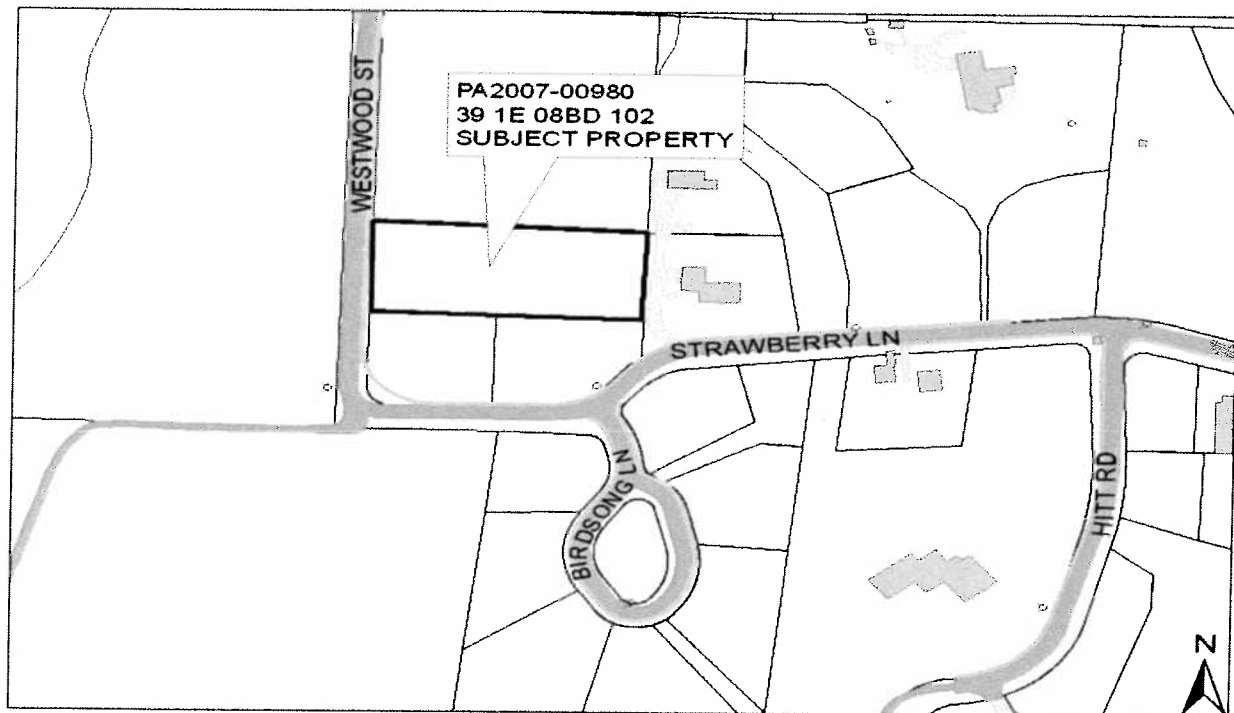 WESTWOOD ST
PA2007-00980
39 1E 08BD 102
SUBJECT PROPERTY
STRAWBERRY LN
BIRDSONG LN
HITT RD
N